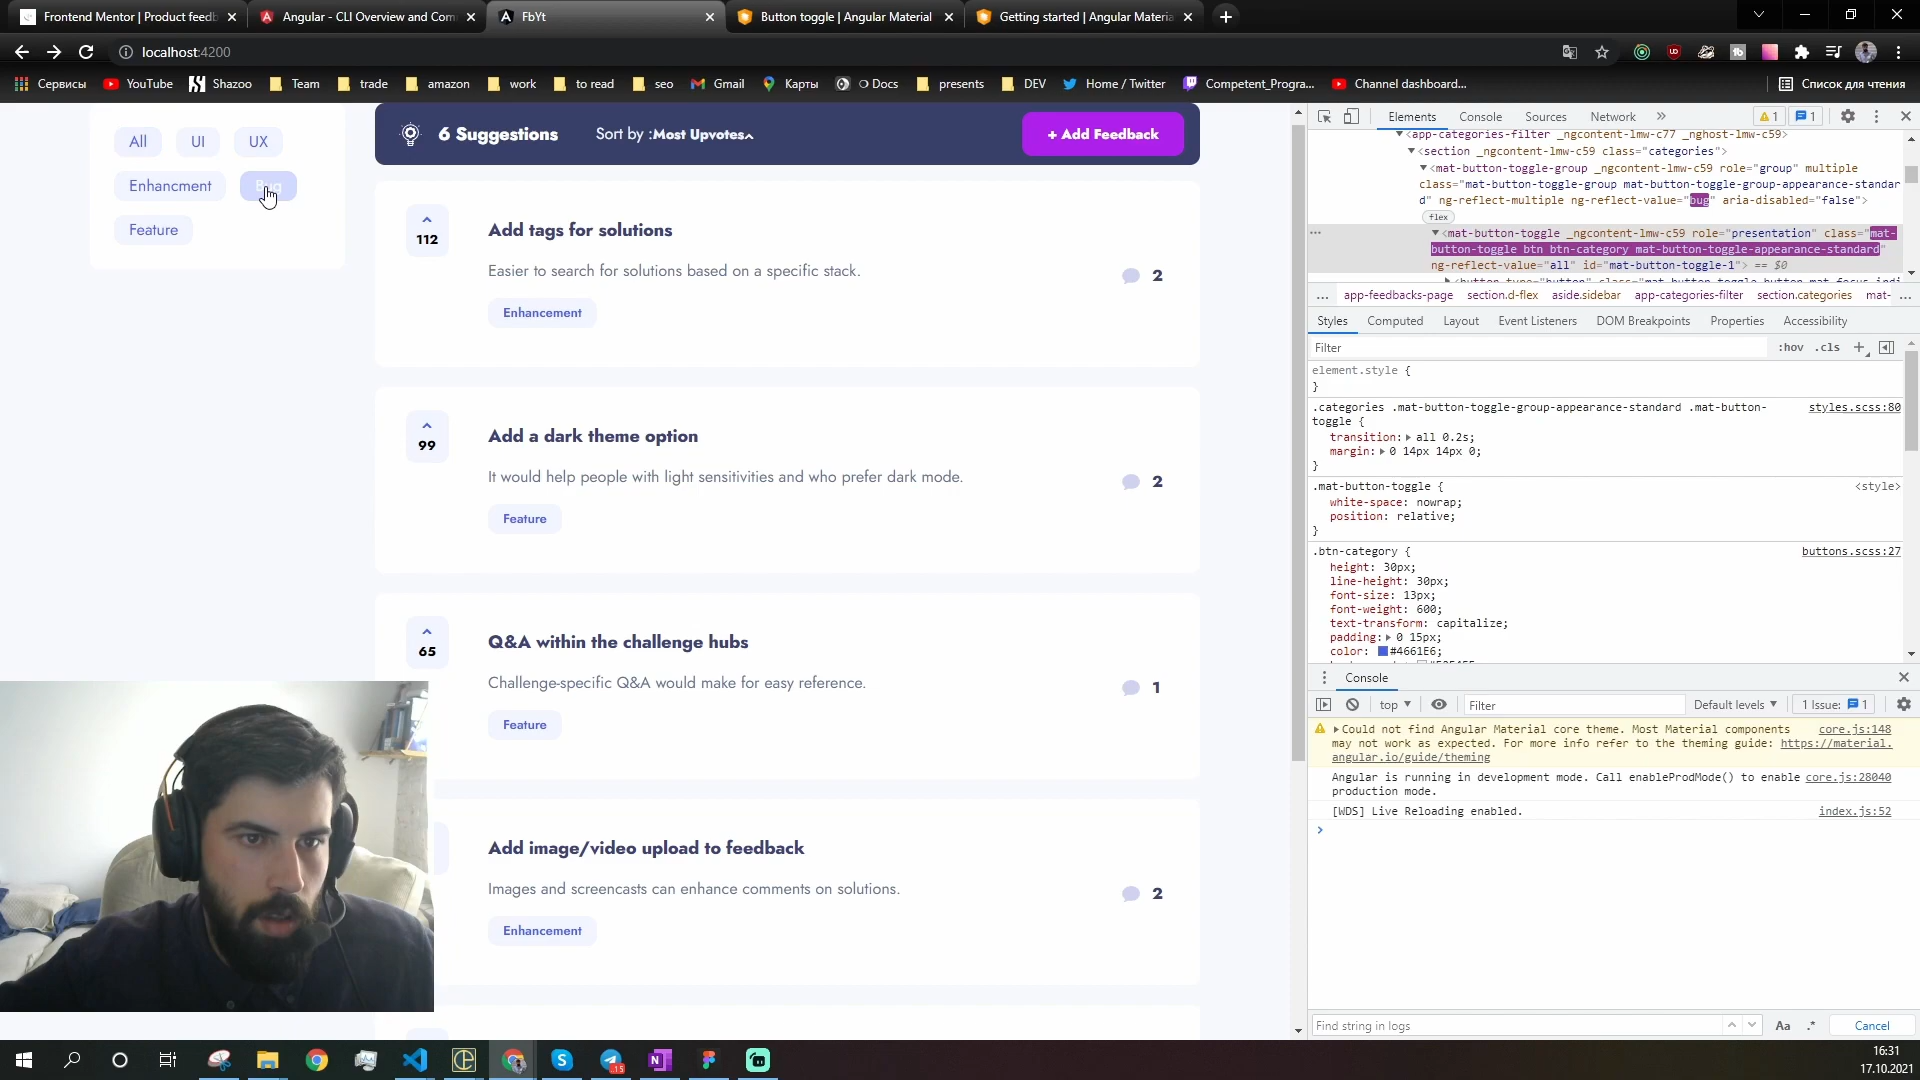 Frontend Mentor | Product feedb
Angular - CLI Overview and Com
FbYt
Button toggle | Angular Material
Getting started | Angular Materia
localhost:4200
Сервисы
YouTube
Shazoo
Team
trade
amazon
work
to read
seo
Gmail
Карты
Docs
presents
DEV
Home / Twitter
Competent_Progra...
Channel dashboard...
Список для чтения
All
UI
UX
Enhancment
Feature
6 Suggestions
Sort by :Most Upvotes
+ Add Feedback
112
Add tags for solutions
Easier to search for solutions based on a specific stack.
Enhancement
2
99
Add a dark theme option
It would help people with light sensitivities and who prefer dark mode.
Feature
2
65
Q&A within the challenge hubs
Challenge-specific Q&A would make for easy reference.
Feature
1
Add image/video upload to feedback
Images and screencasts can enhance comments on solutions.
Enhancement
2
Elements
Console
Sources
Network
1
1
<app-categories-filter _ngcontent-lmw-c77 _nghost-lmw-c59>
<section _ngcontent-lmw-c59 class="categories">
<mat-button-toggle-group _ngcontent-lmw-c59 role="group" multiple
class="mat-button-toggle-group mat-button-toggle-group-appearance-standar
d" ng-reflect-multiple ng-reflect-value="bug" aria-disabled="false">
flex
<mat-button-toggle _ngcontent-lmw-c59 role="presentation" class="mat-
button-toggle btn btn-category mat-button-toggle-appearance-standard"
ng-reflect-value="all" id="mat-button-toggle-1"> == $0
... app-feedbacks-page section.d-flex aside.sidebar app-categories-filter section.categories mat- ...
Styles
Computed
Layout
Event Listeners
DOM Breakpoints
Properties
Accessibility
Filter
:hov .cls
element.style {
}
.categories .mat-button-toggle-group-appearance-standard .mat-button-
toggle {
styles.scss:80
transition: all 0.2s;
margin: 0 14px 14px 0;
}
.mat-button-toggle {
<style>
white-space: nowrap;
position: relative;
}
.btn-category {
buttons.scss:27
height: 30px;
line-height: 30px;
font-size: 13px;
font-weight: 600;
text-transform: capitalize;
padding: 0 15px;
color: #4661E6;
Console
top
Filter
Default levels
1 Issue: 1
Could not find Angular Material core theme. Most Material components
core.js:148
may not work as expected. For more info refer to the theming guide: https://material.
angular.io/guide/theming
Angular is running in development mode. Call enableProdMode() to enable
core.js:28040
production mode.
[WDS] Live Reloading enabled.
index.js:52
Find string in logs
Aa
.*
Cancel
15
16:31
17.10.2021